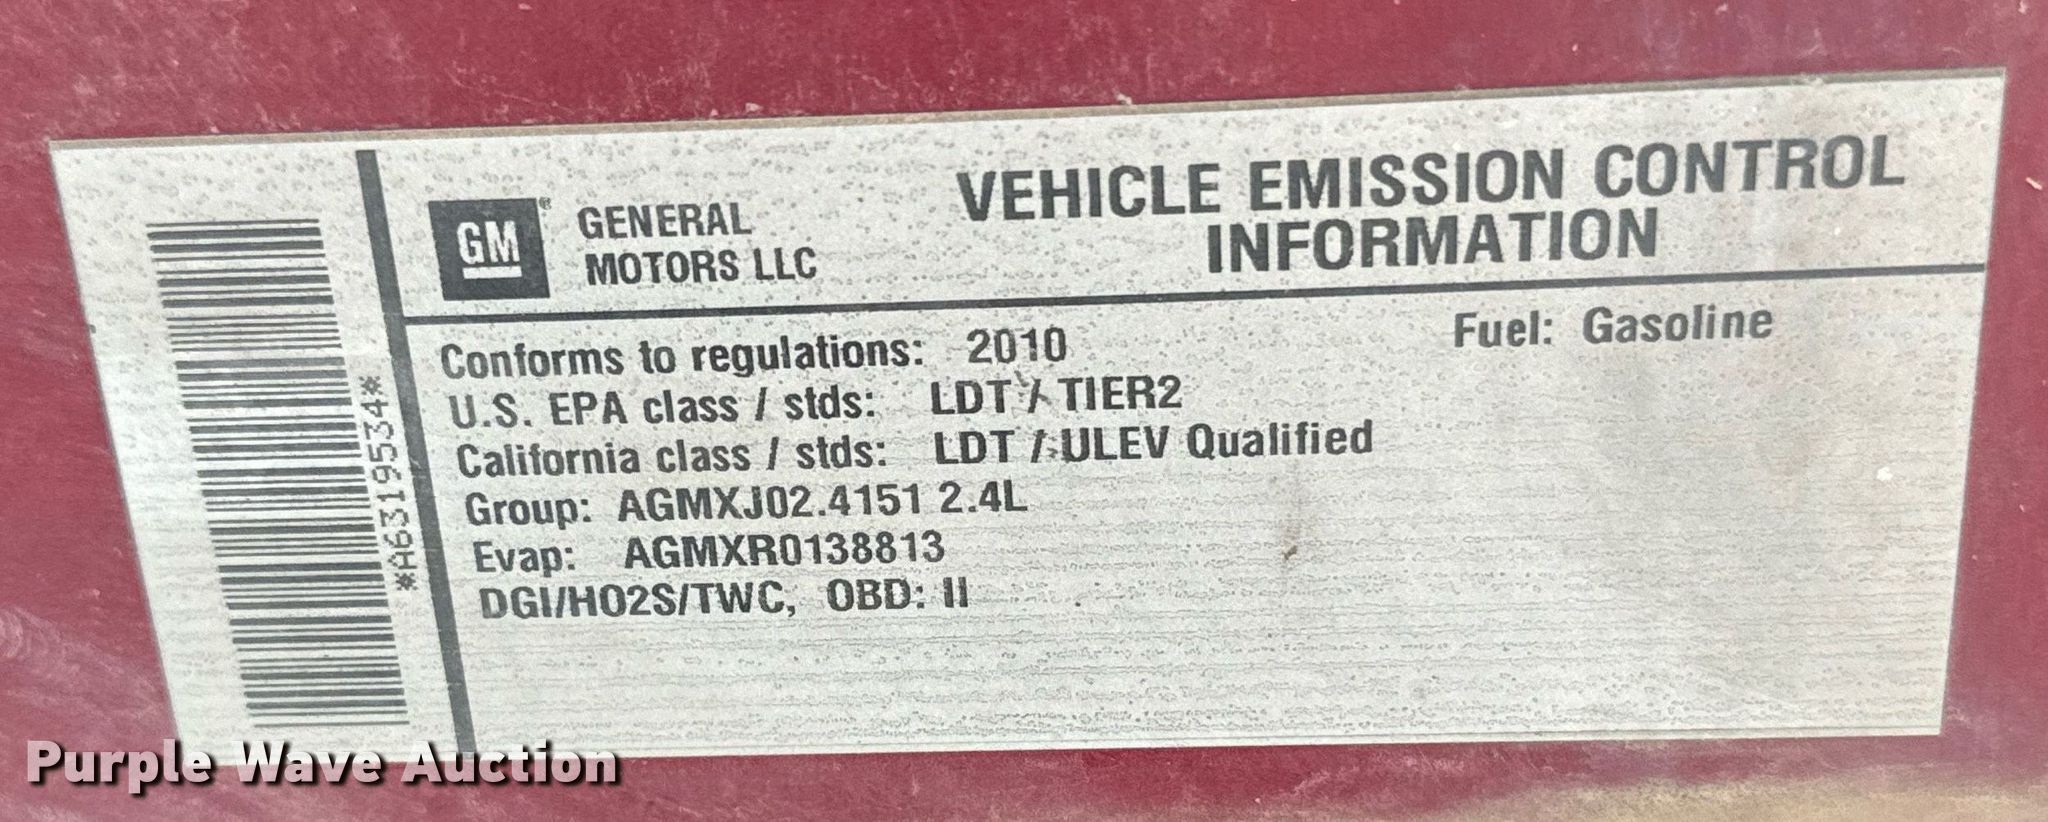 *A6319534*
GM®
GENERAL
MOTORS LLC
VEHICLE EMISSION CONTROL
INFORMATION
Conforms to regulations: 2010
Fuel: Gasoline
U.S. EPA class / stds: LDT / TIER2
California class / stds: LDT / ULEV Qualified
Group: AGMXJ02.4151 2.4L
Evap: AGMXR0138813
DGI/HO2S/TWC, OBD: II
Purple Wave Auction